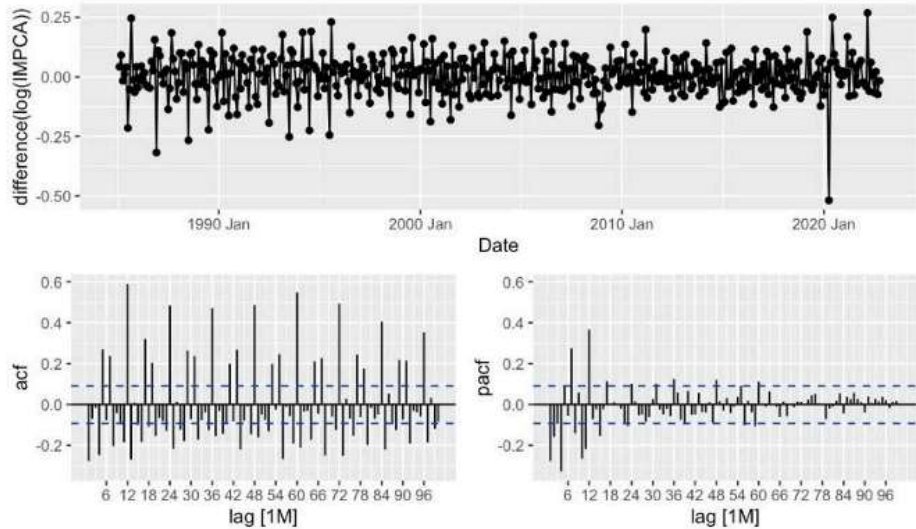 difference(log((IMPCA))
0.25
0.00
-0.25
-0.50
1990 Jan 2000 Jan 2010 Jan 2020 Jan
Date
acf
0.6
0.4
0.2
0.0
-0.2
6 12 18 24 30 36 42 48 54 60 66 72 78 84 90 96
lag [1M]
pacf
0.6
0.4
0.2
0.0
-0.2
6 12 18 24 30 36 42 48 54 60 66 72 78 84 90 96
lag [1M]